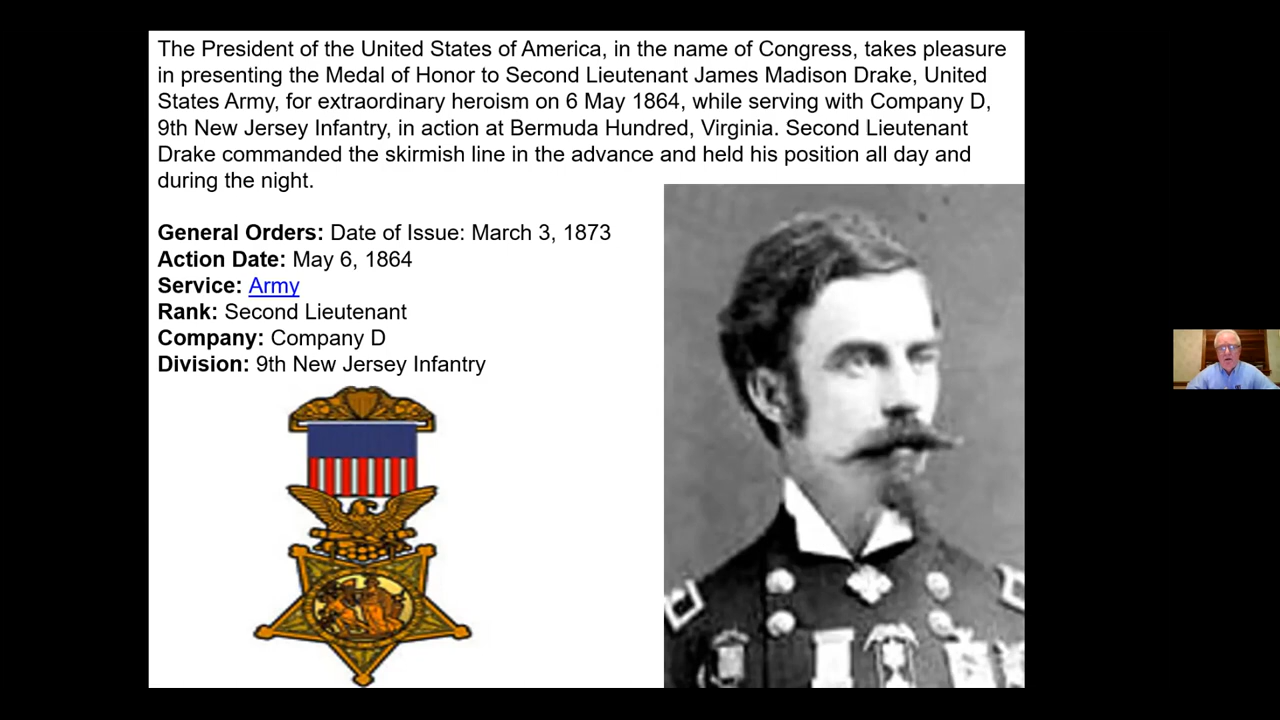 The President of the United States of America, in the name of Congress, takes pleasure
in presenting the Medal of Honor to Second Lieutenant James Madison Drake, United
States Army, for extraordinary heroism on 6 May 1864, while serving with Company D,
9th New Jersey Infantry, in action at Bermuda Hundred, Virginia. Second Lieutenant
Drake commanded the skirmish line in the advance and held his position all day and
during the night.
General Orders: Date of Issue: March 3, 1873
Action Date: May 6, 1864
Service: Army
Rank: Second Lieutenant
Company: Company D
Division: 9th New Jersey Infantry